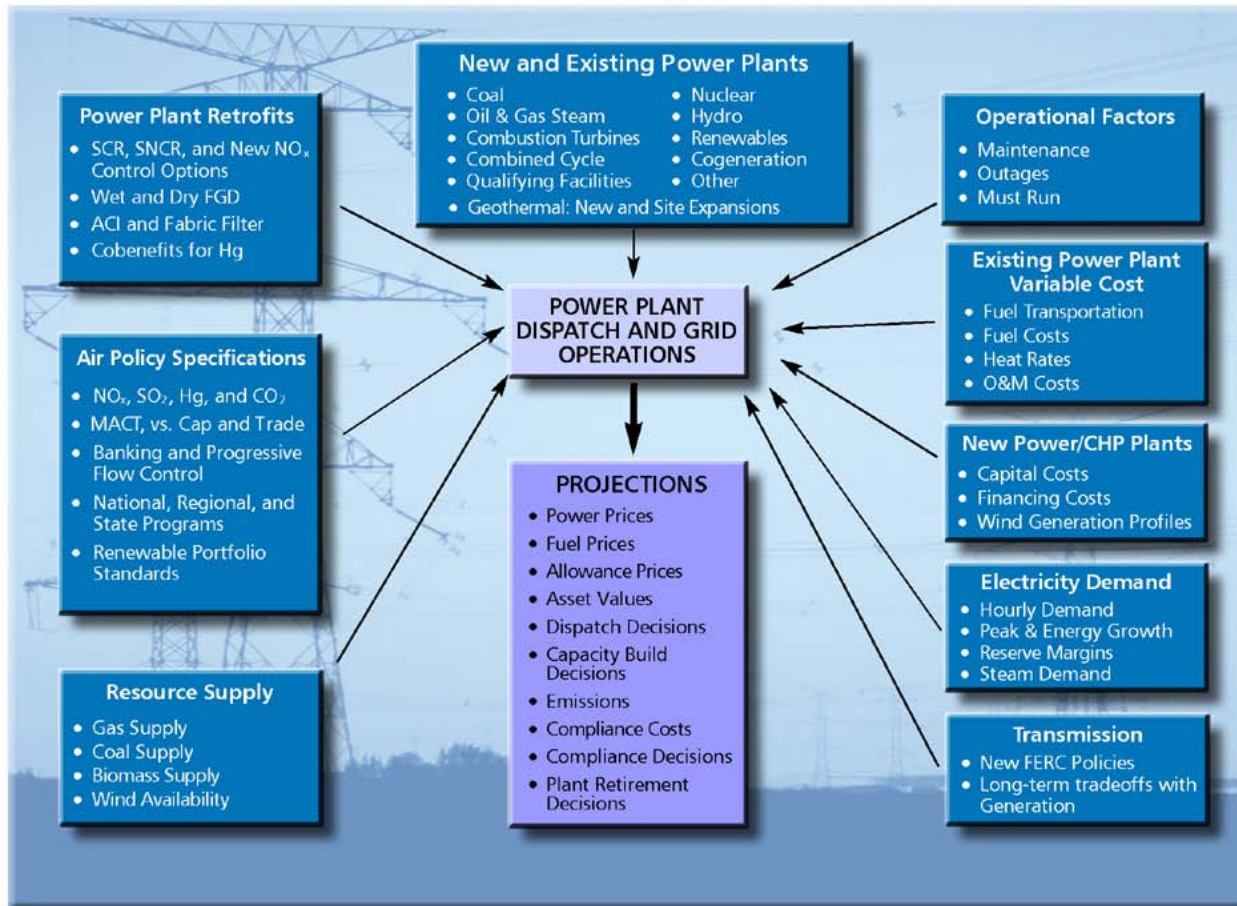 New and Existing Power Plants
• Coal
• Oil & Gas Steam
• Combustion Turbines
• Combined Cycle
• Qualifying Facilities
• Nuclear
• Hydro
• Renewables
• Cogeneration
• Other
• Geothermal: New and Site Expansions
Power Plant Retrofits
• SCR, SNCR, and New NOₓ
Control Options
• Wet and Dry FGD
• ACI and Fabric Filter
• Cobenefits for Hg
Air Policy Specifications
• NOₓ, SO₂, Hg, and CO₂
• MACT, vs. Cap and Trade
• Banking and Progressive
Flow Control
• National, Regional, and
State Programs
• Renewable Portfolio
Standards
Resource Supply
• Gas Supply
• Coal Supply
• Biomass Supply
• Wind Availability
POWER PLANT
DISPATCH AND GRID
OPERATIONS
PROJECTIONS
• Power Prices
• Fuel Prices
• Allowance Prices
• Asset Values
• Dispatch Decisions
• Capacity Build
Decisions
• Emissions
• Compliance Costs
• Compliance Decisions
• Plant Retirement
Decisions
Operational Factors
• Maintenance
• Outages
• Must Run
Existing Power Plant
Variable Cost
• Fuel Transportation
• Fuel Costs
• Heat Rates
• O&M Costs
New Power/CHP Plants
• Capital Costs
• Financing Costs
• Wind Generation Profiles
Electricity Demand
• Hourly Demand
• Peak & Energy Growth
• Reserve Margins
• Steam Demand
Transmission
• New FERC Policies
• Long-term tradeoffs with
Generation